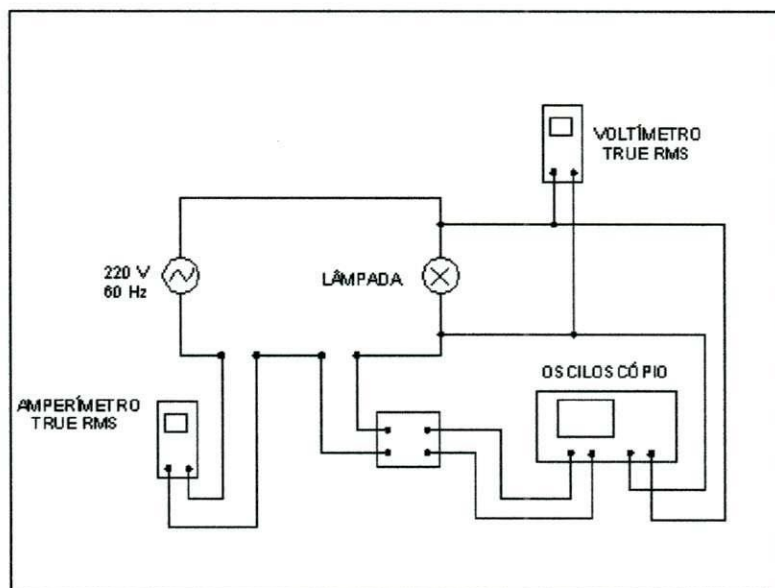 VOLTÍMETRO
TRUE RMS
220 V
60 Hz
LÂMPADA
OSCILOSCÓPIO
AMPERÍMETRO
TRUE RMS